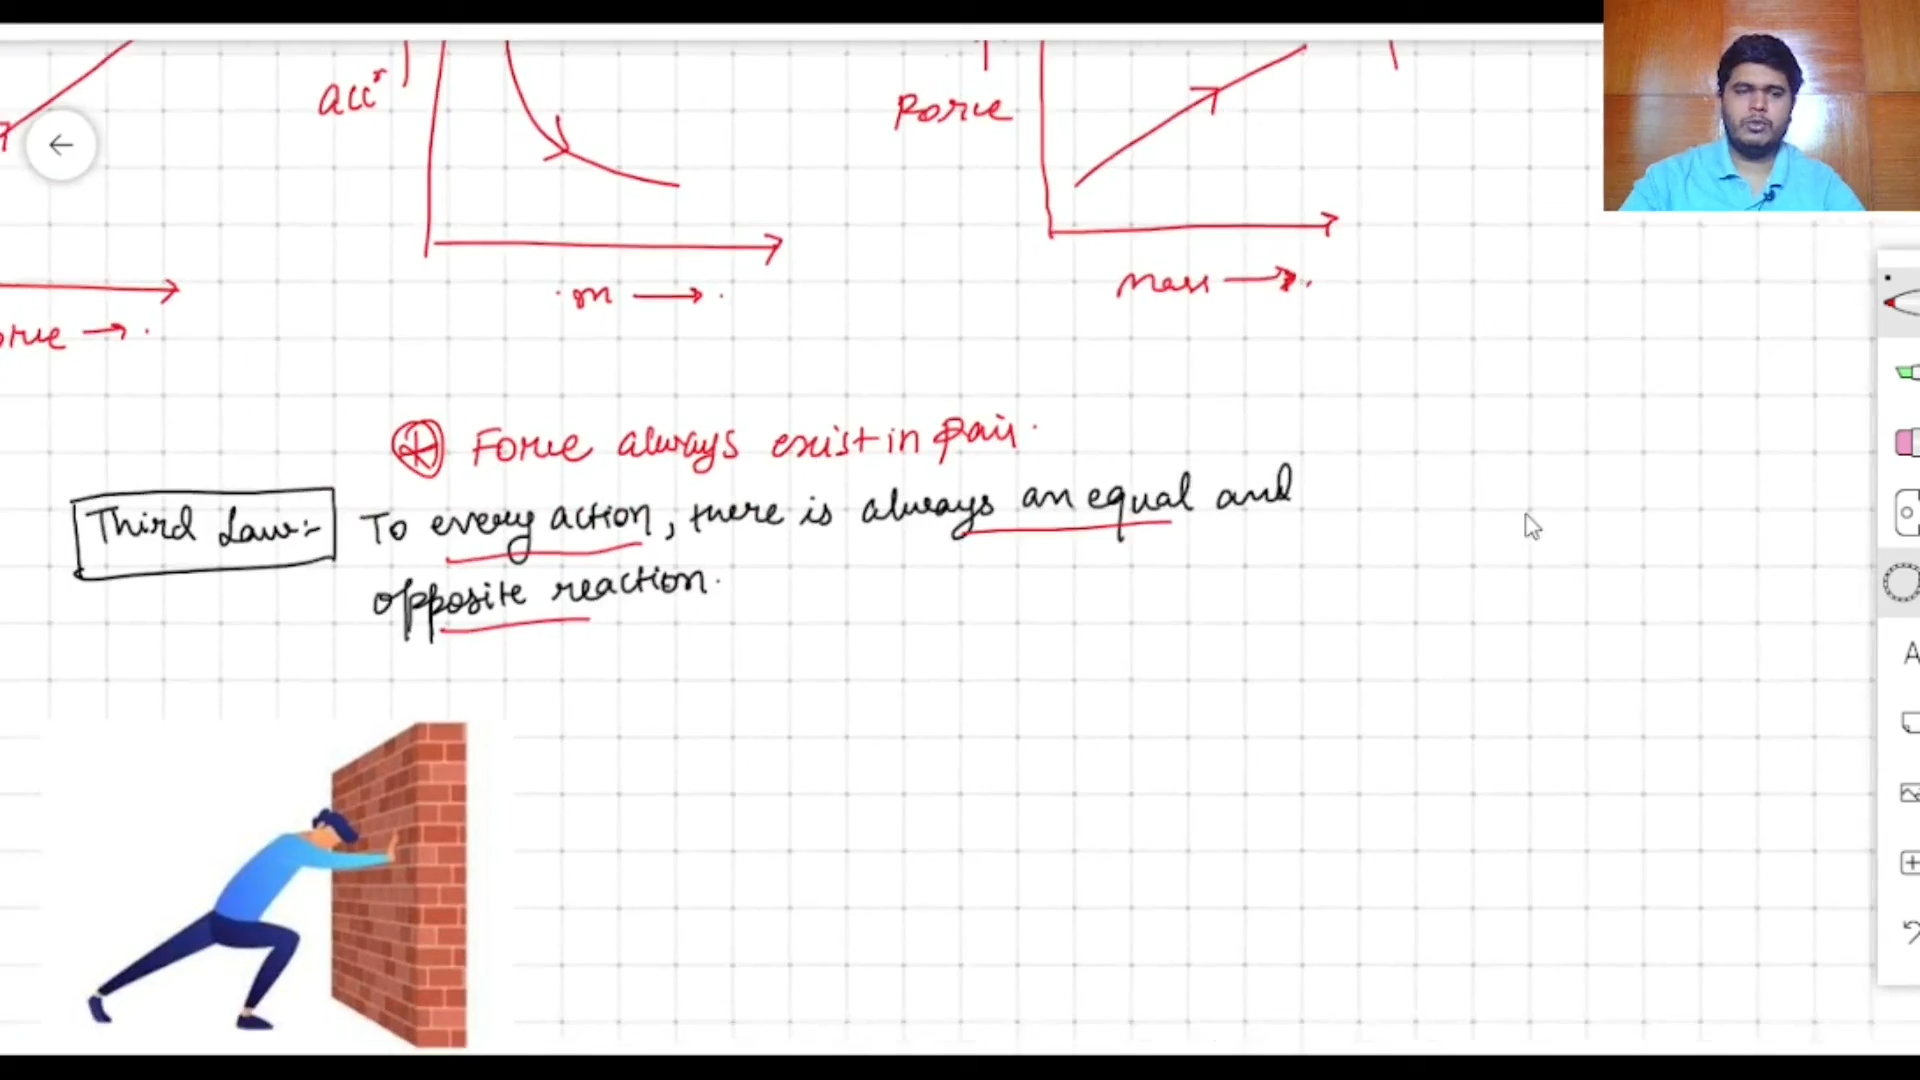 accⁿ
Force
m →
Mass →
orce →
Force always exist in pair.
Third Law:-
To every action, there is always an equal and
opposite reaction.
A